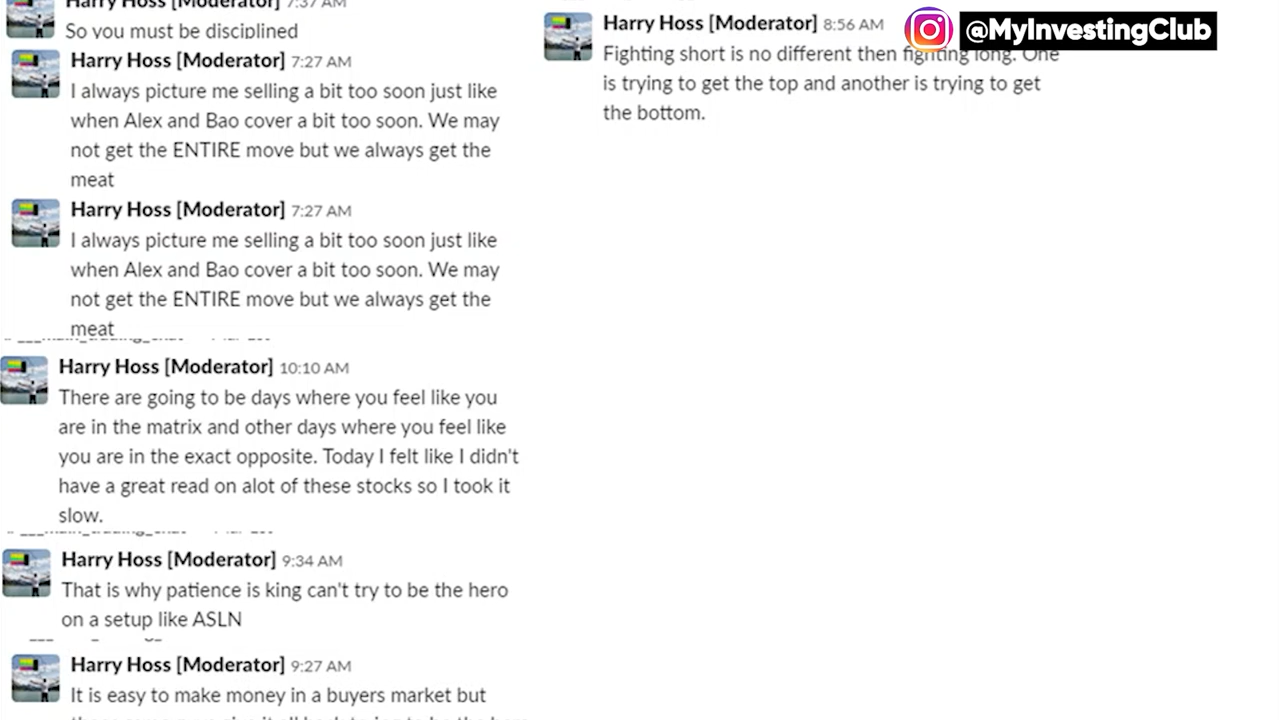 Harry Hoss [Moderator] 7:37 AM
So you must be disciplined
Harry Hoss [Moderator] 7:27 AM
I always picture me selling a bit too soon just like
when Alex and Bao cover a bit too soon. We may
not get the ENTIRE move but we always get the
meat
Harry Hoss [Moderator] 7:27 AM
I always picture me selling a bit too soon just like
when Alex and Bao cover a bit too soon. We may
not get the ENTIRE move but we always get the
meat
Harry Hoss [Moderator] 10:10 AM
There are going to be days where you feel like you
are in the matrix and other days where you feel like
you are in the exact opposite. Today I felt like I didn't
have a great read on alot of these stocks so I took it
slow.
Harry Hoss [Moderator] 9:34 AM
That is why patience is king can't try to be the hero
on a setup like ASLN
Harry Hoss [Moderator] 9:27 AM
It is easy to make money in a buyers market but
Harry Hoss [Moderator] 8:56 AM
Fighting short is no different then fighting long. One
is trying to get the top and another is trying to get
the bottom.
@MyInvestingClub